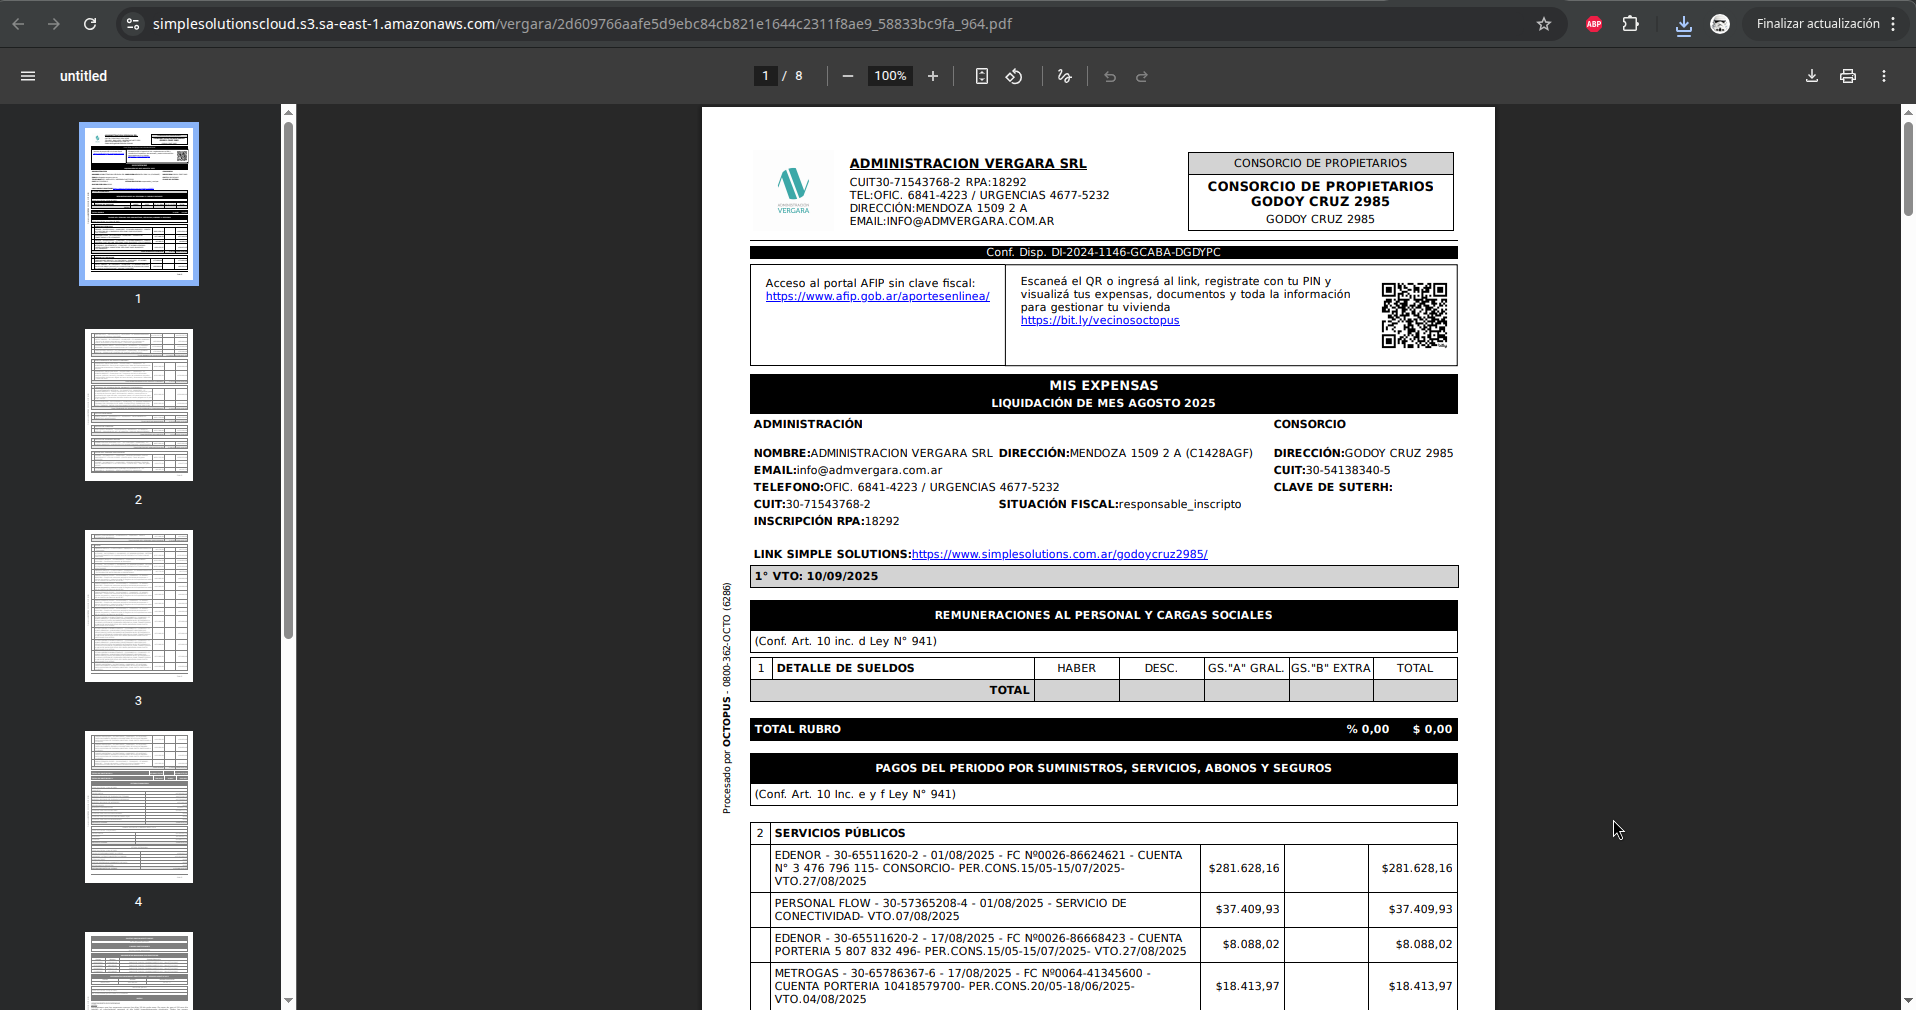 simplesolutionscloud.s3.sa-east-1.amazonaws.com/vergara/2d609766aafe5d9ebc84cb821e1644c2311f8ae9_58833bc9fa_964.pdf
ABP
Finalizar actualización
untitled
1 / 8
100%
1
2
3
4
ADMINISTRACIÓN
VERGARA
ADMINISTRACION VERGARA SRL
CUIT30-71543768-2 RPA:18292
TEL:OFIC. 6841-4223 / URGENCIAS 4677-5232
DIRECCIÓN:MENDOZA 1509 2 A
EMAIL:INFO@ADMVERGARA.COM.AR
CONSORCIO DE PROPIETARIOS
CONSORCIO DE PROPIETARIOS
GODOY CRUZ 2985
GODOY CRUZ 2985
Conf. Disp. DI-2024-1146-GCABA-DGDYPC
Acceso al portal AFIP sin clave fiscal:
https://www.afip.gob.ar/aportesenlinea/
Escaneá el QR o ingresá al link, registrate con tu PIN y
visualizá tus expensas, documentos y toda la información
para gestionar tu vivienda
https://bit.ly/vecinosoctopus
MIS EXPENSAS
LIQUIDACIÓN DE MES AGOSTO 2025
ADMINISTRACIÓN CONSORCIO
NOMBRE:ADMINISTRACION VERGARA SRL DIRECCIÓN:MENDOZA 1509 2 A (C1428AGF) DIRECCIÓN:GODOY CRUZ 2985
EMAIL:info@admvergara.com.ar CUIT:30-54138340-5
TELEFONO:OFIC. 6841-4223 / URGENCIAS 4677-5232 CLAVE DE SUTERH:
CUIT:30-71543768-2 SITUACIÓN FISCAL:responsable_inscripto
INSCRIPCIÓN RPA:18292
LINK SIMPLE SOLUTIONS:https://www.simplesolutions.com.ar/godoycruz2985/
1° VTO: 10/09/2025
Procesado por OCTOPUS - 0800-362-OCTO (6286)
REMUNERACIONES AL PERSONAL Y CARGAS SOCIALES
(Conf. Art. 10 inc. d Ley N° 941)
1 DETALLE DE SUELDOS HABER DESC. GS."A" GRAL. GS."B" EXTRA TOTAL
TOTAL
TOTAL RUBRO % 0,00 $ 0,00
PAGOS DEL PERIODO POR SUMINISTROS, SERVICIOS, ABONOS Y SEGUROS
(Conf. Art. 10 Inc. e y f Ley N° 941)
2 SERVICIOS PÚBLICOS
EDENOR - 30-65511620-2 - 01/08/2025 - FC Nº0026-86624621 - CUENTA
N° 3 476 796 115- CONSORCIO- PER.CONS.15/05-15/07/2025- $281.628,16 $281.628,16
VTO.27/08/2025
PERSONAL FLOW - 30-57365208-4 - 01/08/2025 - SERVICIO DE
CONECTIVIDAD- VTO.07/08/2025 $37.409,93 $37.409,93
EDENOR - 30-65511620-2 - 17/08/2025 - FC Nº0026-86668423 - CUENTA
PORTERIA 5 807 832 496- PER.CONS.15/05-15/07/2025- VTO.27/08/2025 $8.088,02 $8.088,02
METROGAS - 30-65786367-6 - 17/08/2025 - FC Nº0064-41345600 -
CUENTA PORTERIA 10418579700- PER.CONS.20/05-18/06/2025- $18.413,97 $18.413,97
VTO.04/08/2025